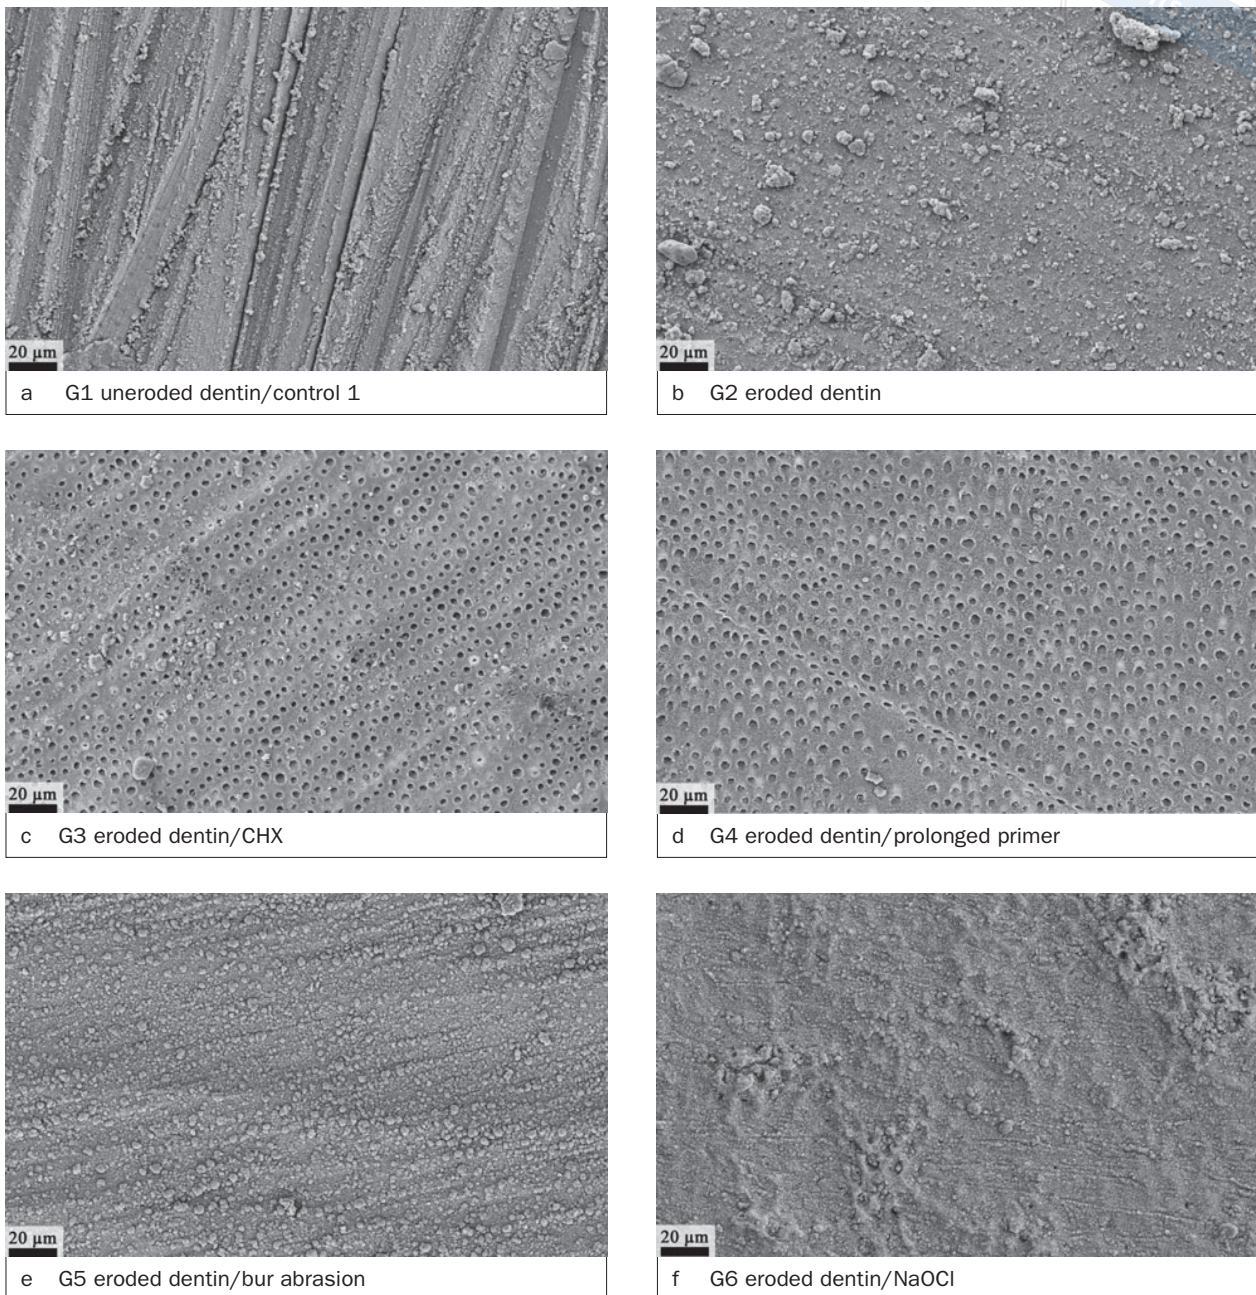 20 µm
20 µm
a G1 uneroded dentin/control 1
b G2 eroded dentin
20 µm
20 µm
c G3 eroded dentin/CHX
d G4 eroded dentin/prolonged primer
20 µm
20 µm
e G5 eroded dentin/bur abrasion
f G6 eroded dentin/NaOCl